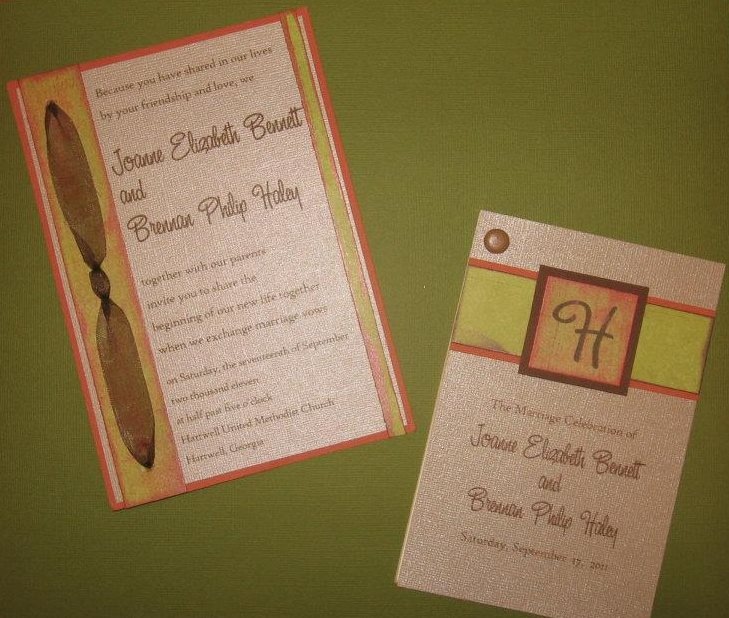 Because you have shared in our lives
by your friendship and love, we
Joanne Elizabeth Bennett
and
Brennan Philip Haley
together with our parents
invite you to share the
beginning of our new life together
when we exchange marriage vows
on Saturday, the seventeenth of September
two thousand eleven
at half past five o'clock
Hartwell United Methodist Church
Hartwell, Georgia
H
The Marriage Celebration of
Joanne Elizabeth Bennett
and
Brennan Philip Haley
Saturday, September 17, 2011